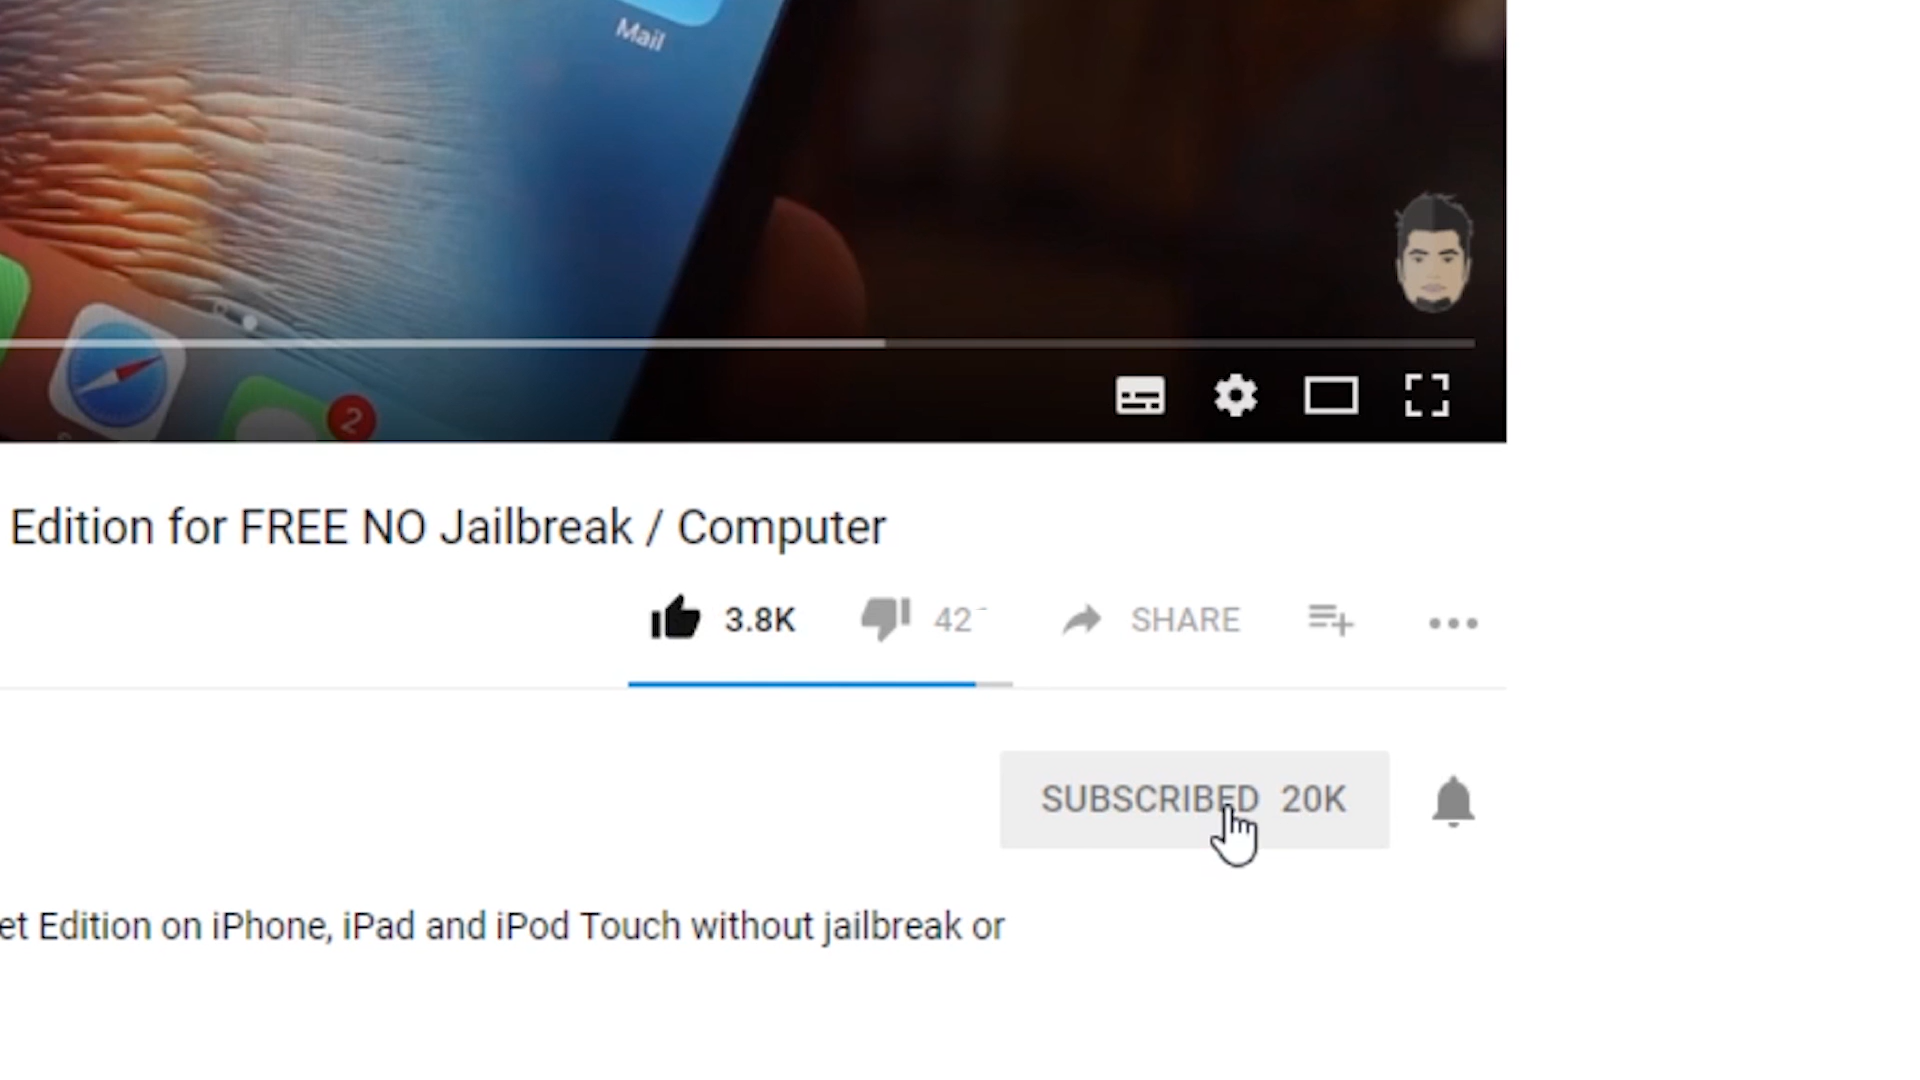 Mail
2
Edition for FREE NO Jailbreak / Computer
3.8K 42 SHARE
SUBSCRIBED 20K
et Edition on iPhone, iPad and iPod Touch without jailbreak or